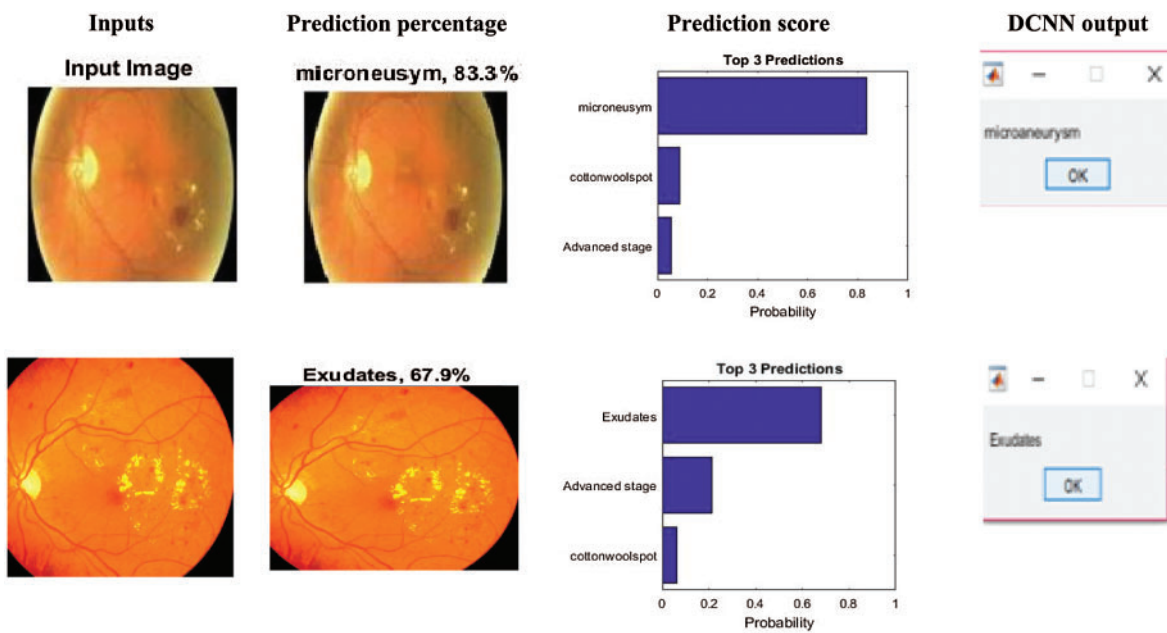 Inputs
Prediction percentage
Prediction score
DCNN output
Input Image
microneusym, 83.3%
Top 3 Predictions
microneusym
cottonwoolspot
Advanced stage
0 0.2 0.4 0.6 0.8 1
Probability
microaneurysm
OK
Exudates, 67.9%
Top 3 Predictions
Exudates
Advanced stage
cottonwoolspot
0 0.2 0.4 0.6 0.8 1
Probability
Exudates
OK